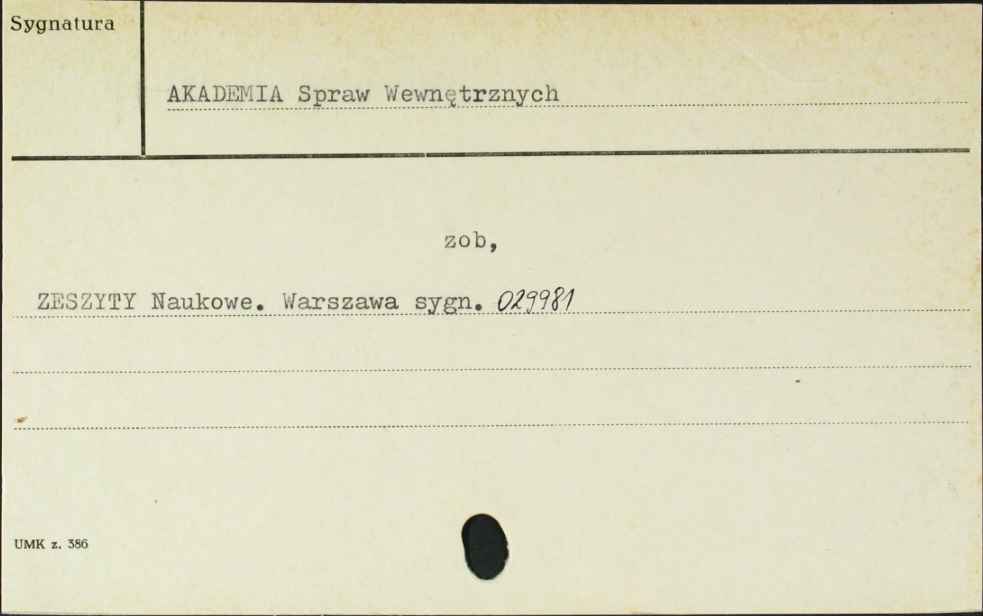 Sygnatura
AKADEMIA Spraw Wewnętrznych
zob,
ZESZYTY Naukowe. Warszawa sygn. 029981
UMK z. 386